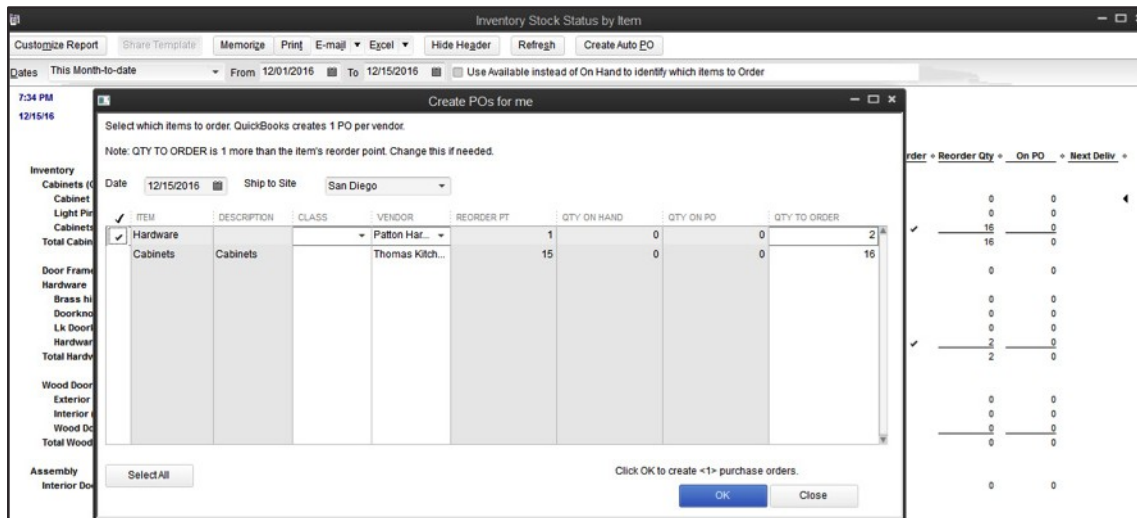 Inventory Stock Status by Item
Customize Report Share Template Memorize Print E-mail Excel Hide Header Refresh Create Auto PO
Dates This Month-to-date From 12/01/2016 To 12/15/2016 Use Available instead of On Hand to identify which items to Order
7:34 PM
12/15/16
Create POs for me
Select which items to order. QuickBooks creates 1 PO per vendor.
Note: QTY TO ORDER is 1 more than the item's reorder point. Change this if needed.
Date 12/15/2016 Ship to Site San Diego
ITEM DESCRIPTION CLASS VENDOR REORDER PT QTY ON HAND QTY ON PO QTY TO ORDER
Hardware Patton Har... 1 0 0 2
Cabinets Cabinets Thomas Kitch... 15 0 0 16
Select All
Click OK to create <1> purchase orders.
OK Close
rder Reorder Qty On PO Next Deliv
Inventory
Cabinets (
Cabinet 0 0
Light Pin 0 0
Cabinets 16 0
Total Cabin 16 0
Door Frame 0 0
Hardware
Brass hi 0 0
Doorkno 0 0
Lk Door 0 0
Hardwar 2 0
Total Hardw 2 0
Wood Door
Exterior 0 0
Interior 0 0
Wood Do 0 0
Total Wood 0 0
Assembly
Interior Do 0 0